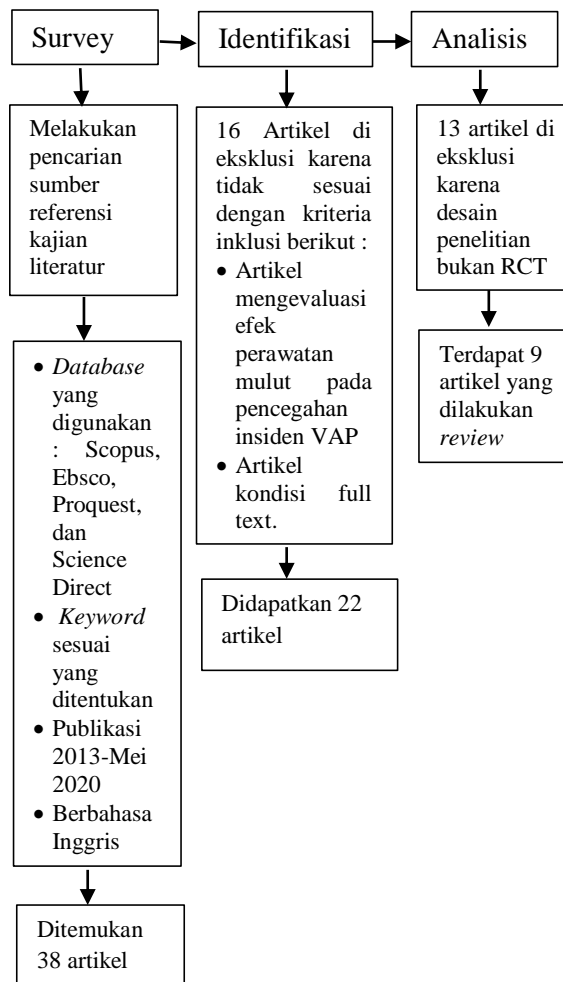 Survey
Identifikasi
Analisis
Melakukan
pencarian
sumber
referensi
kajian
literatur
• Database
yang
digunakan
: Scopus,
Ebsco,
Proquest,
dan
Science
Direct
• Keyword
sesuai
yang
ditentukan
• Publikasi
2013-Mei
2020
• Berbahasa
Inggris
Ditemukan
38 artikel
16 Artikel di
eksklusi karena
tidak sesuai
dengan kriteria
inklusi berikut :
• Artikel
mengevaluasi
efek
perawatan
mulut pada
pencegahan
insiden VAP
• Artikel
kondisi full
text.
Didapatkan 22
artikel
13 artikel di
eksklusi
karena
desain
penelitian
bukan RCT
Terdapat 9
artikel yang
dilakukan
review